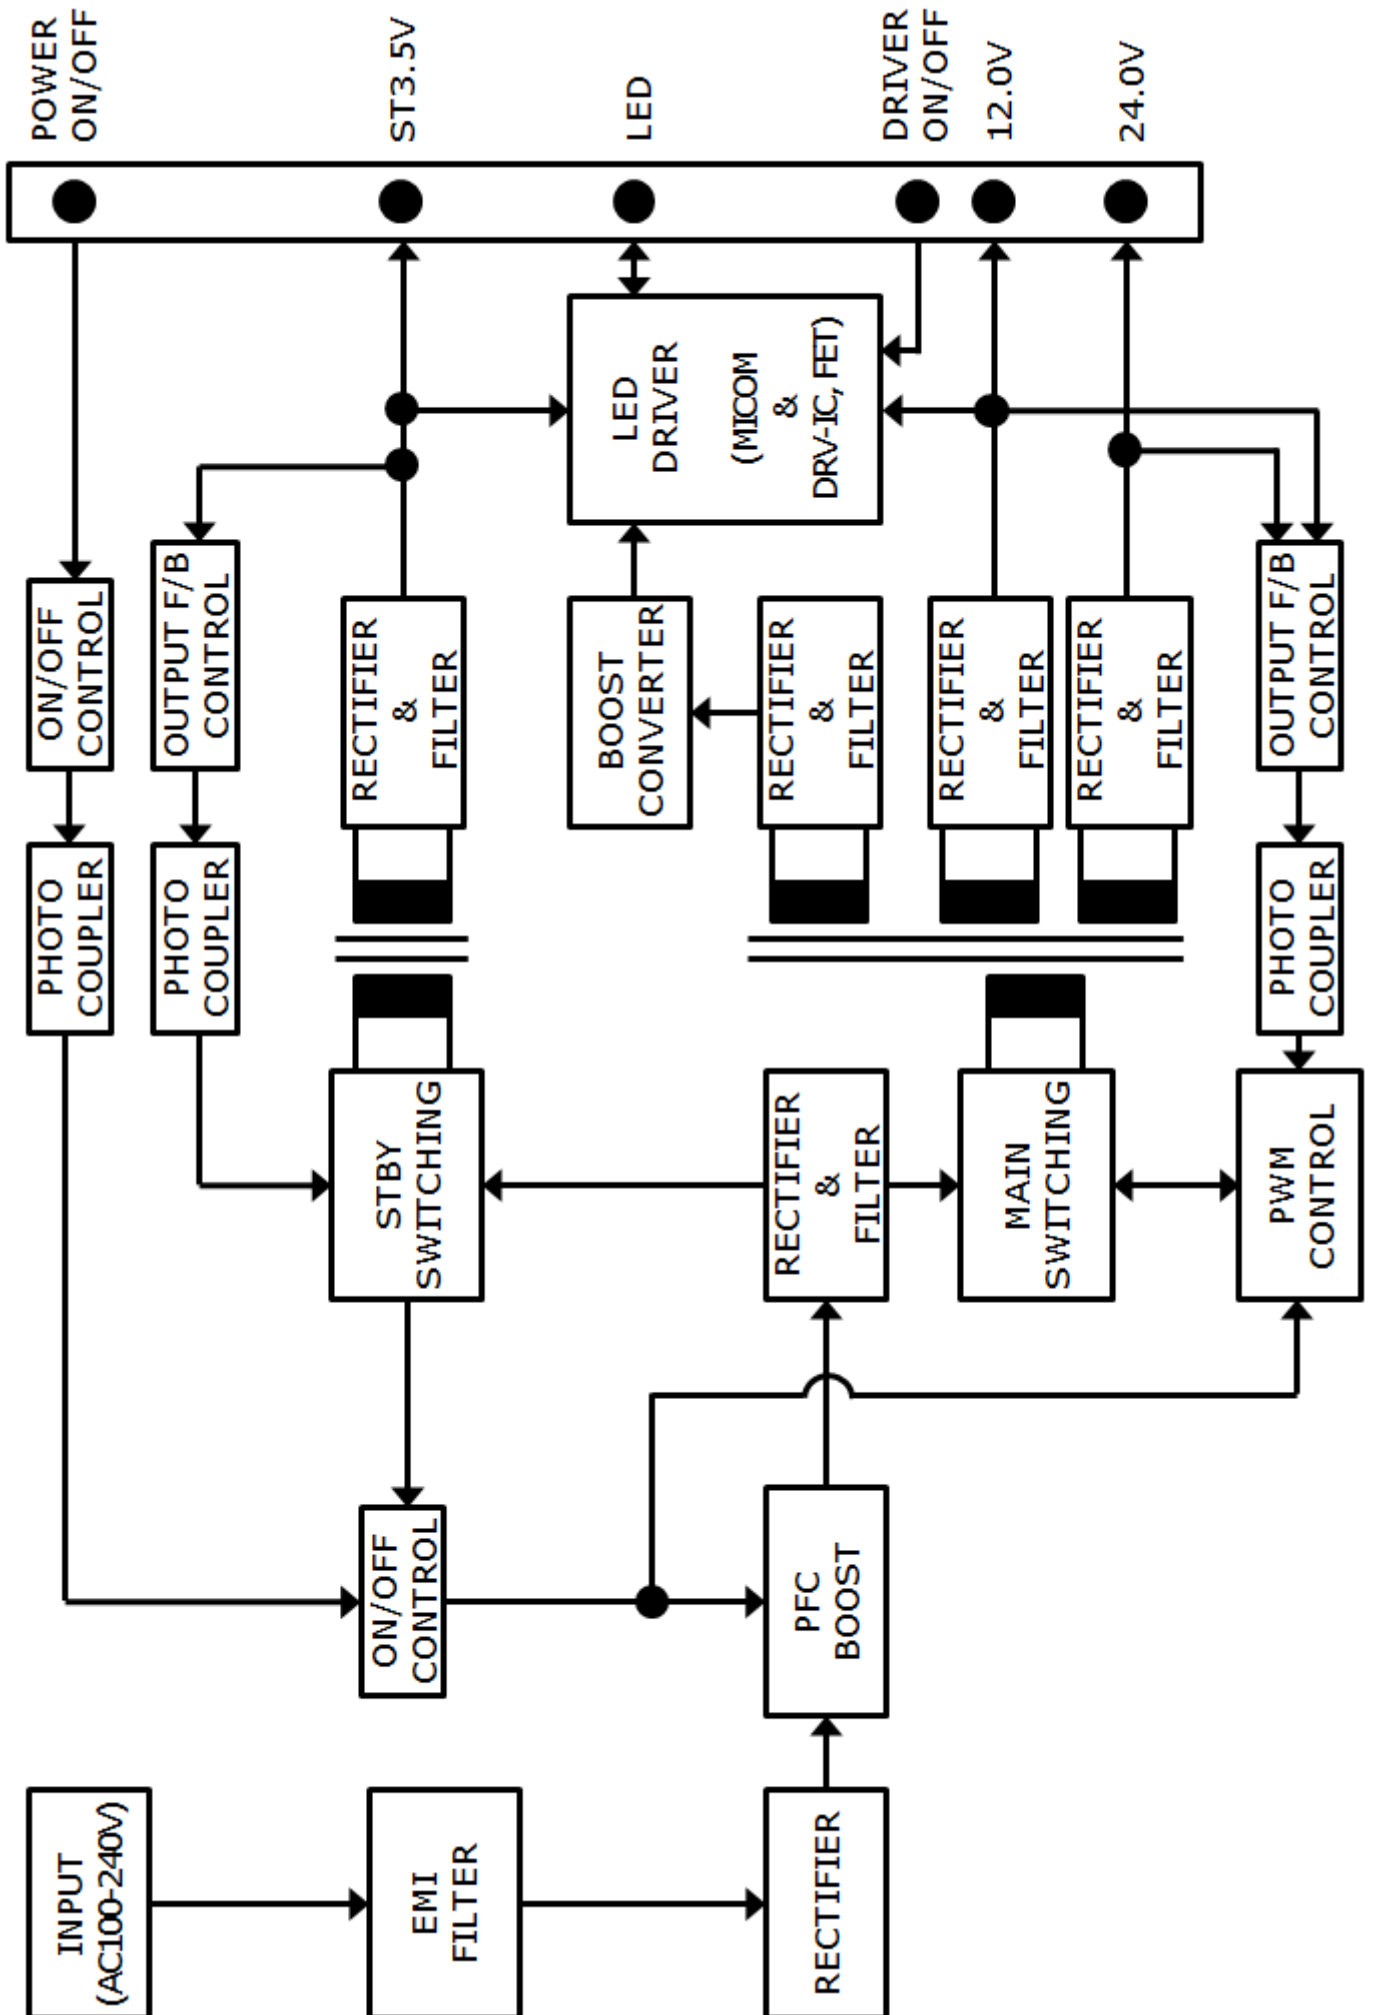 INPUT
(AC100-240V)
EMI
FILTER
RECTIFIER
ON/OFF
CONTROL
PFC
BOOST
STBY
SWITCHING
RECTIFIER
&
FILTER
MAIN
SWITCHING
PWM
CONTROL
PHOTO
COUPLER
PHOTO
COUPLER
PHOTO
COUPLER
ON/OFF
CONTROL
OUTPUT F/B
CONTROL
RECTIFIER
&
FILTER
BOOST
CONVERTER
RECTIFIER
&
FILTER
RECTIFIER
&
FILTER
RECTIFIER
&
FILTER
OUTPUT F/B
CONTROL
LED
DRIVER
(MICOM
&
DRV-IC, FET)
POWER
ON/OFF
ST3.5V
LED
DRIVER
ON/OFF
12.0V
24.0V